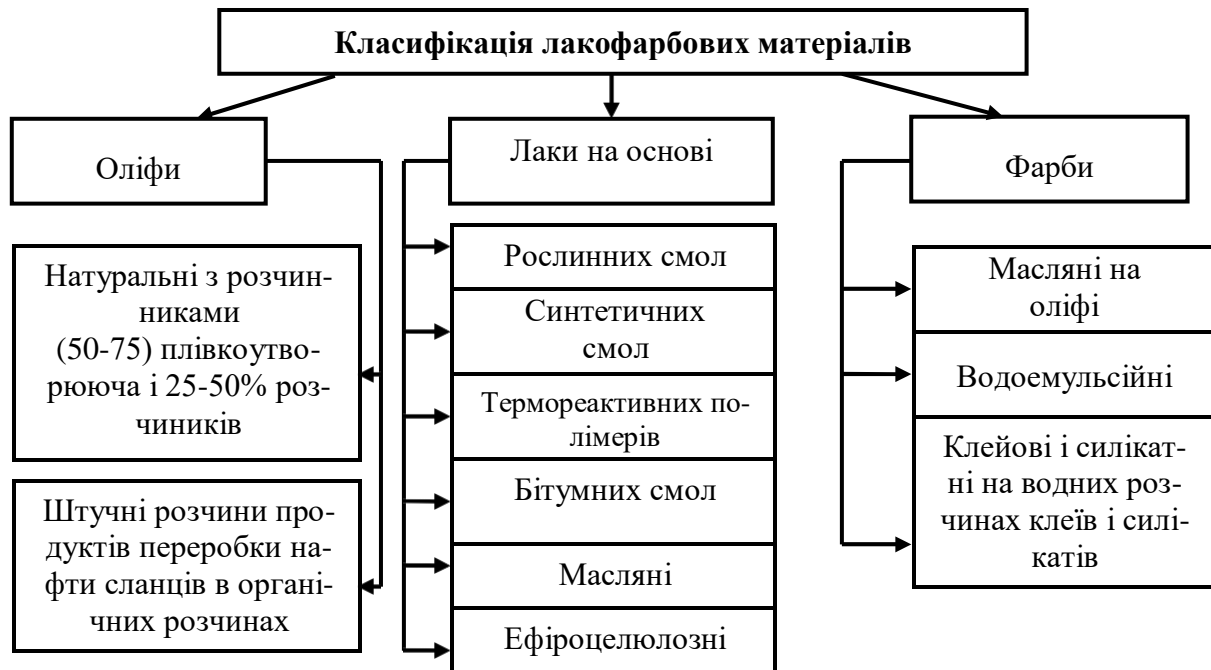 Класифікація лакофарбових матеріалів
Оліфи
Лаки на основі
Фарби
Натуральні з розчин-
никами
(50-75) плівкоутво-
рююча і 25-50% роз-
чиників
Штучні розчини про-
дуктів переробки на-
фти сланців в органі-
чних розчинах
Рослинних смол
Синтетичних
смол
Термореактивних по-
лімерів
Бітумних смол
Масляні
Ефіроцелюлозні
Масляні на
оліфі
Водоемульсійні
Клейові і силікат-
ні на водних роз-
чинах клеїв і силі-
катів